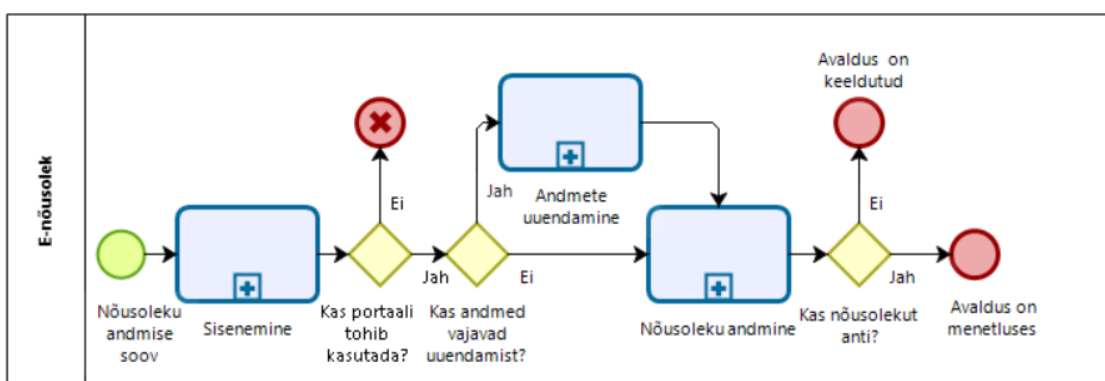 E-nõusolek
Nõusoleku
andmise
soov
Sisenemine
Ei
Kas portaali
tohib
kasutada?
Jah
Kas andmed
vajavad
uuendamist?
Jah
Ei
Andmete
uuendamine
Nõusoleku andmine
Kas nõusolekut
anti?
Ei
Avaldus on
keeldutud
Jah
Avaldus on
menetluses